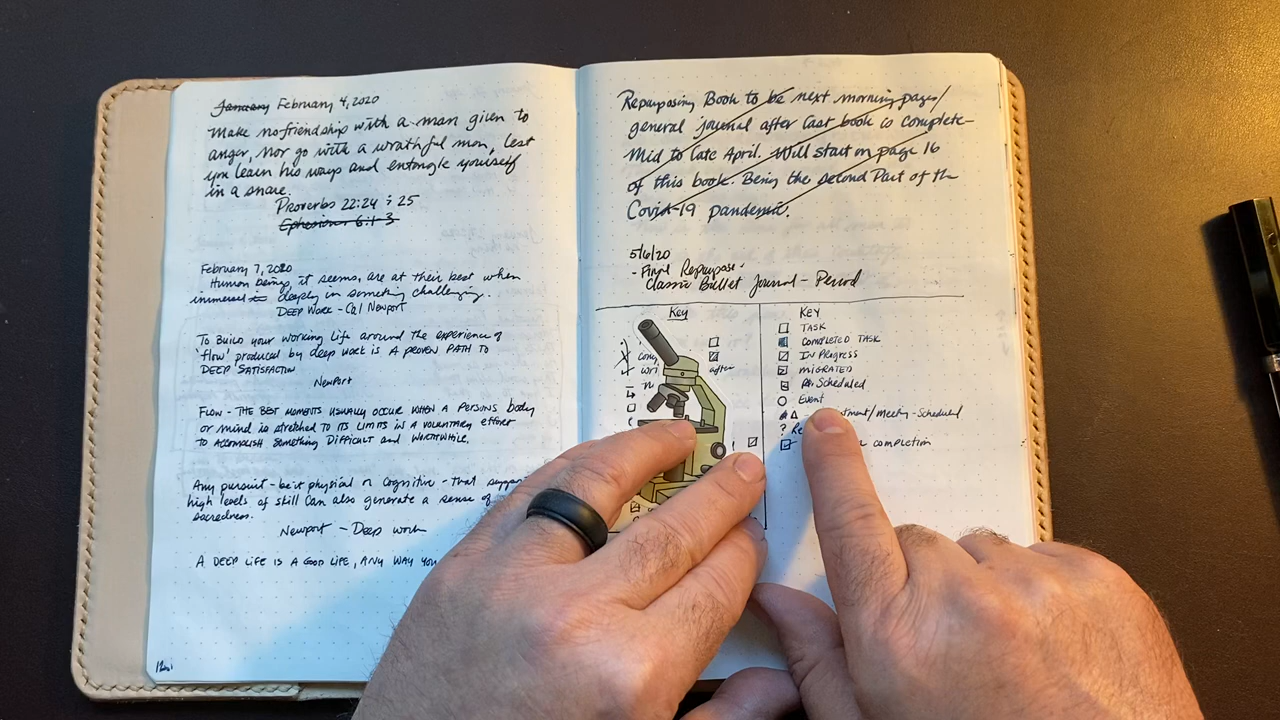 January February 4, 2020
Make no friendship with a man given to
anger, Nor go with a wrathful man, Lest
you learn his ways and entangle yourself
in a snare.
Proverbs 22:24 & 25
Ephesians 6:1-3
February 7, 2020
Human Beings, it seems, are at their best when
immersed deeply in something challenging.
DEEP WORK - Cal Newport
To Build your working Life around the experience of
'flow' produced by deep work is A PROVEN PATH TO
DEEP SATISFACTION
Newport
FLOW - THE BEST MOMENTS USUALLY OCCUR WHEN A PERSONS body
or mind is stretched to ITS LIMITS IN A VOLUNTARY effort
TO ACCOMPLISH Something DIFFICULT and WORTHWHILE.
Any pursuit - be it physical or Cognitive - that
high levels of skill Can also generate a sense of
sacredness.
Newport - Deep work
A DEEP LIFE IS A GOOD LIFE, ANY WAY YOU
Repurposing Book to be next morning pages/
general journal after Cast book is complete-
Mid to late April. Will start on page 16
of this book. Being the second Part of the
Covid-19 pandemic.
5/6/20
- Final Repurpose.
Classic Bullet Journal - Period
Key
after
KEY
TASK
COMPLETED TASK
In Progress
MIGRATED
Scheduled
Event
/Meeting - Scheduled
? Re
completion